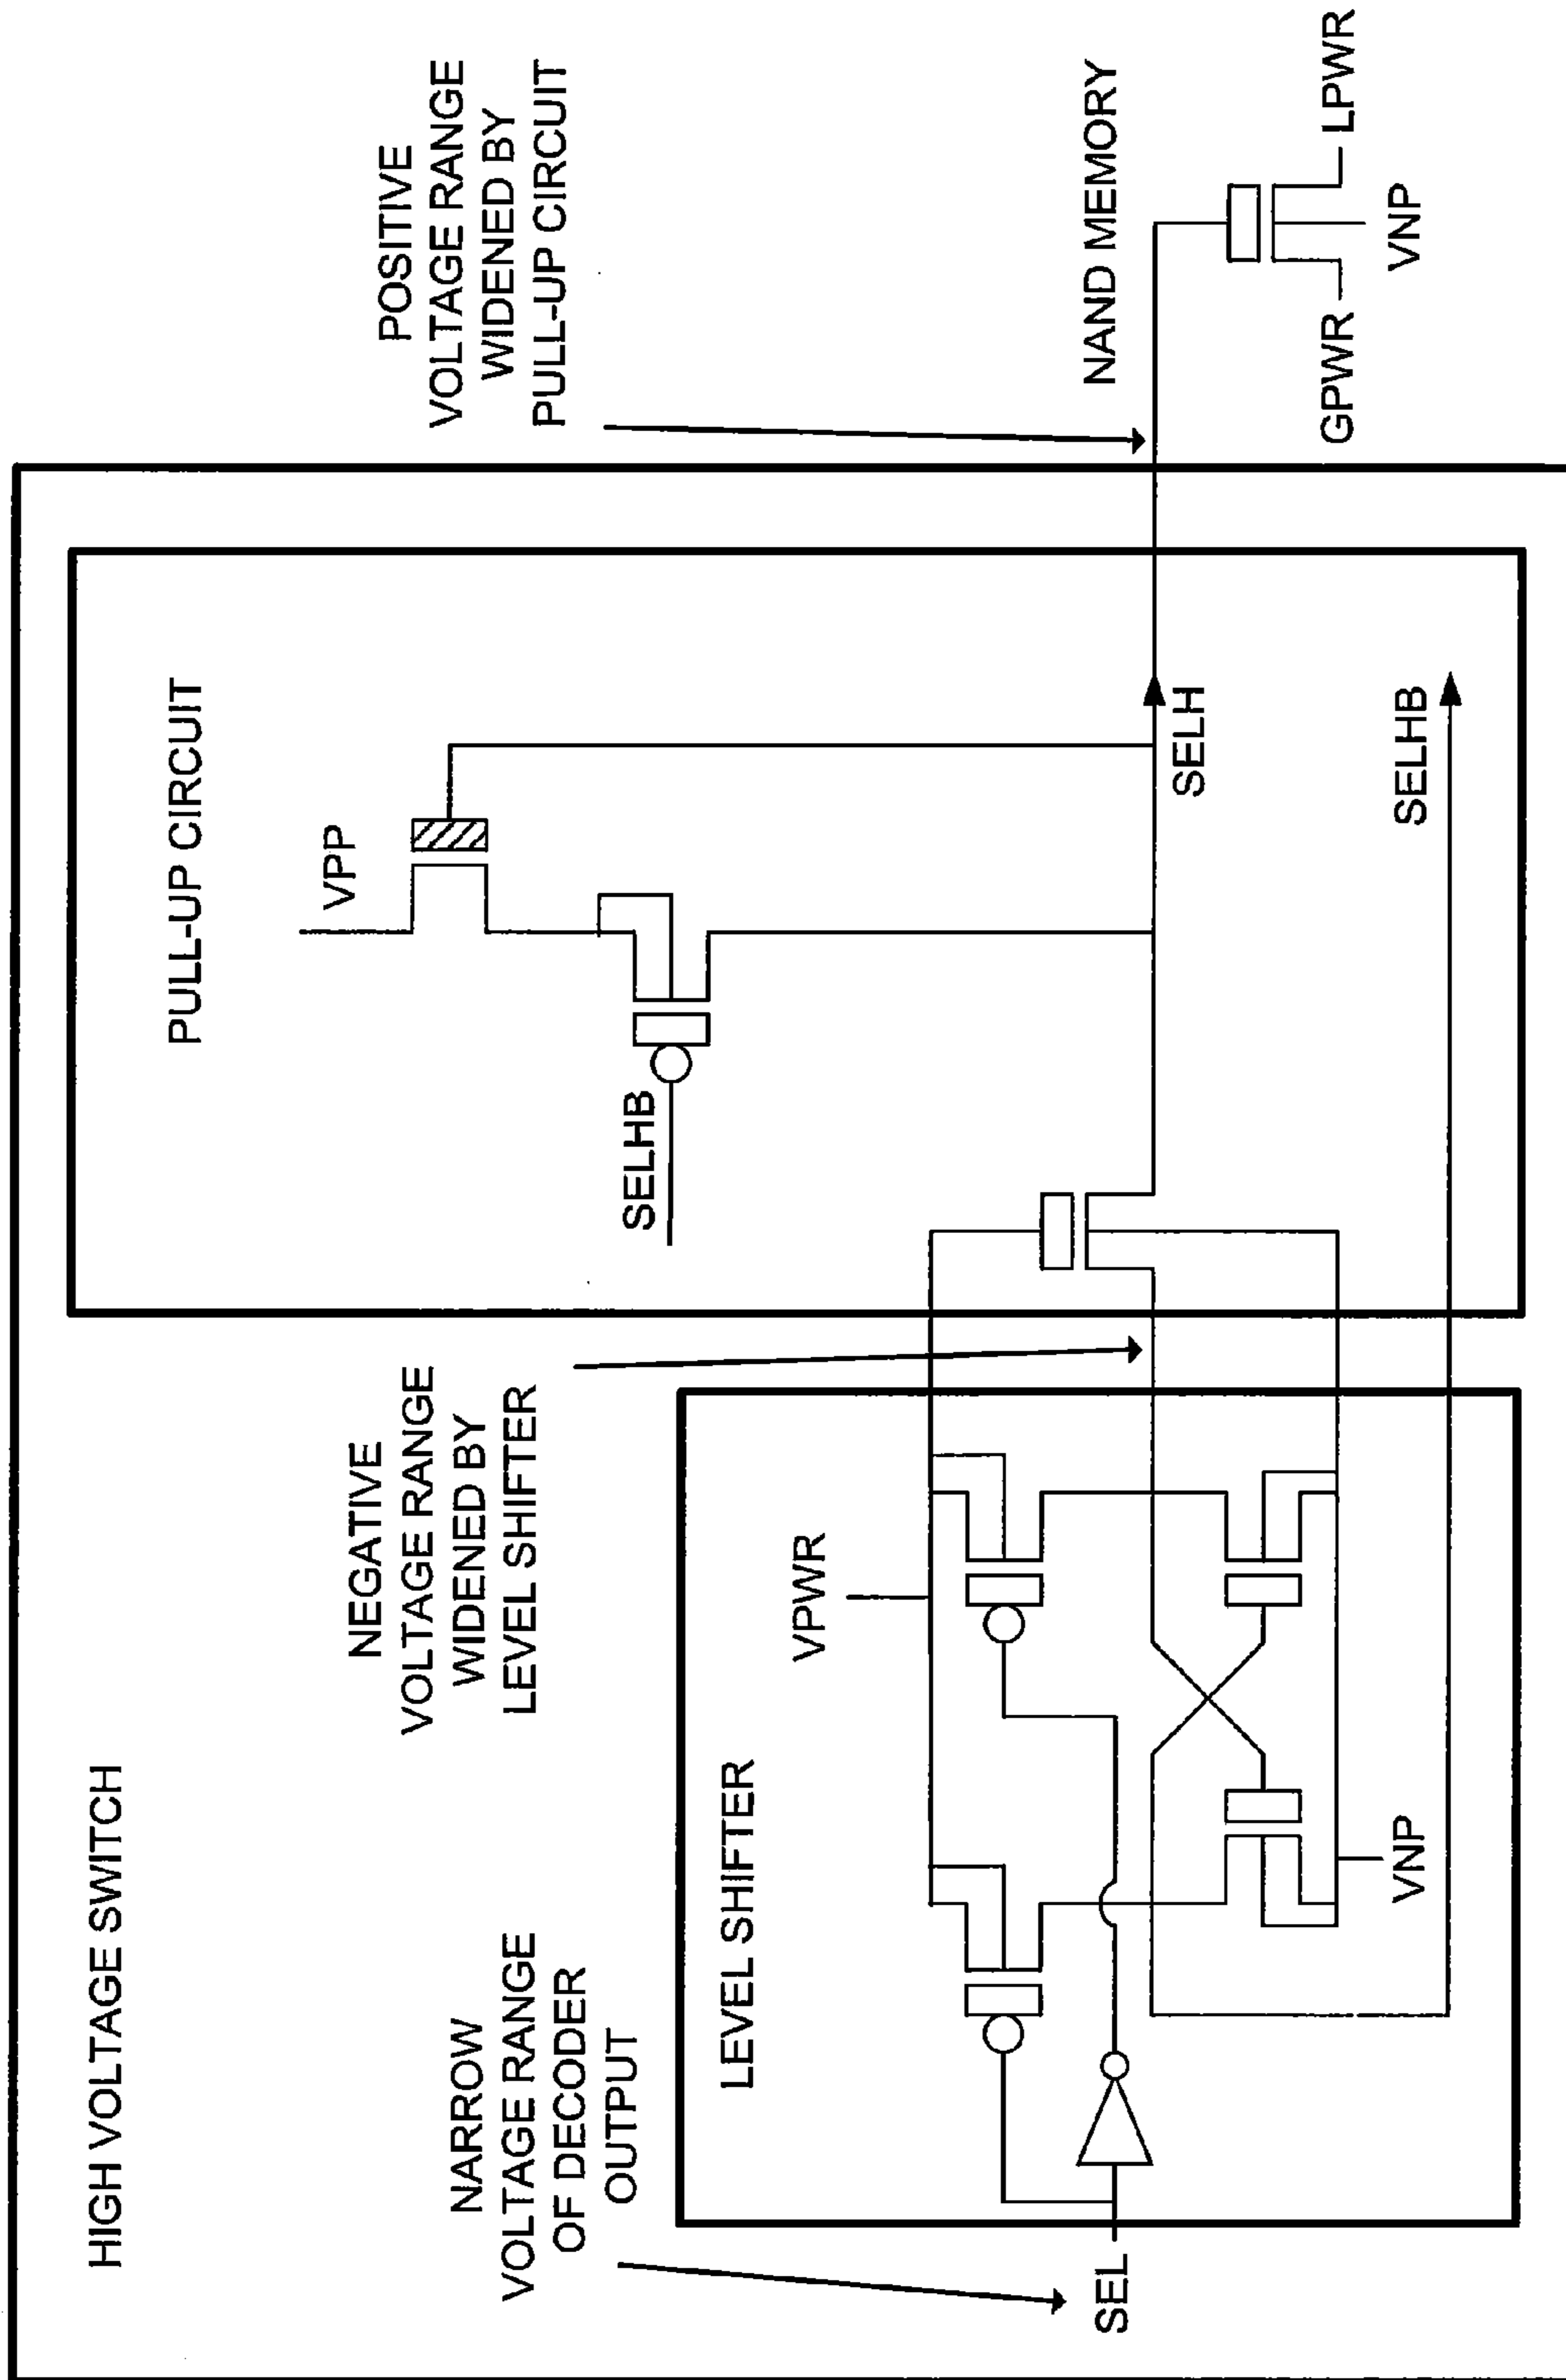 HIGH VOLTAGE SWITCH
NARROW
VOLTAGE RANGE
OF DECODER
OUTPUT
NEGATIVE
VOLTAGE RANGE
WIDENED BY
LEVEL SHIFTER
POSITIVE
VOLTAGE RANGE
WIDENED BY
PULL-UP CIRCUIT
PULL-UP CIRCUIT
VPP
SELHB
LEVEL SHIFTER
VPWR
SEL
VNP
SELH
SELHB
NAND MEMORY
GPWR
LPWR
VNP